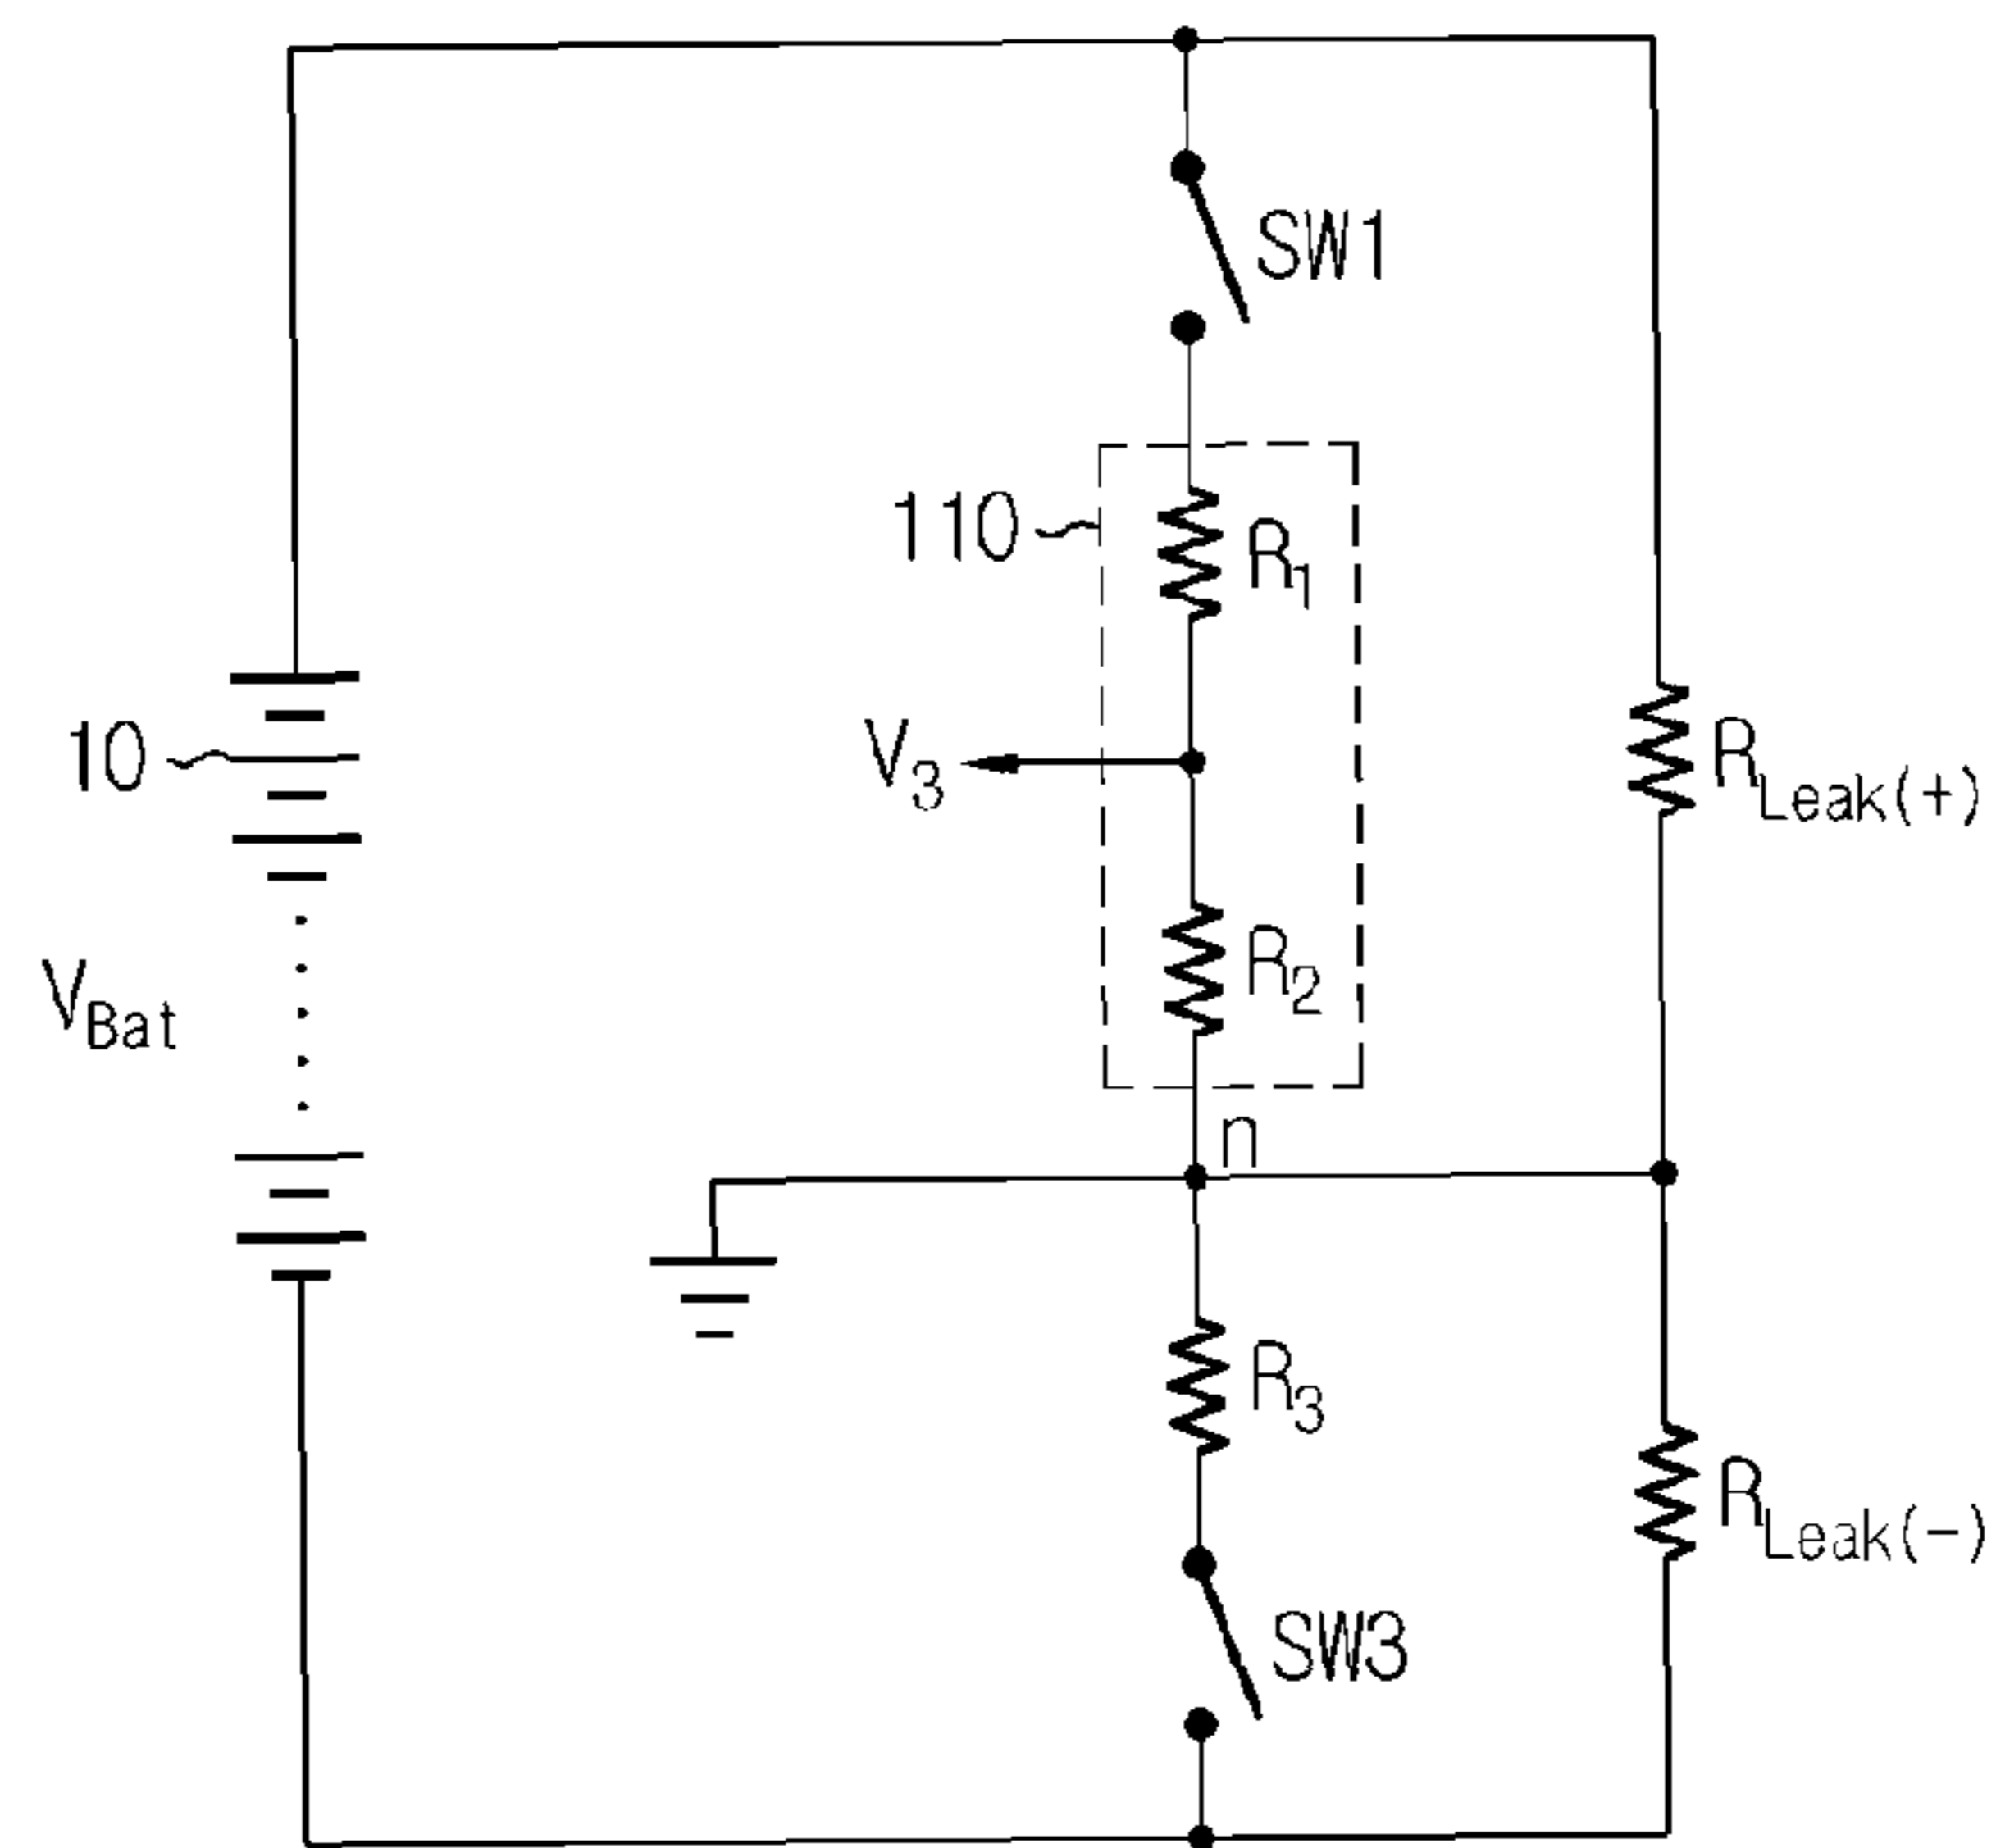 SW1
110
R1
V3
10
RLeak(+)
R2
VBat
n
R3
RLeak(-)
SW3